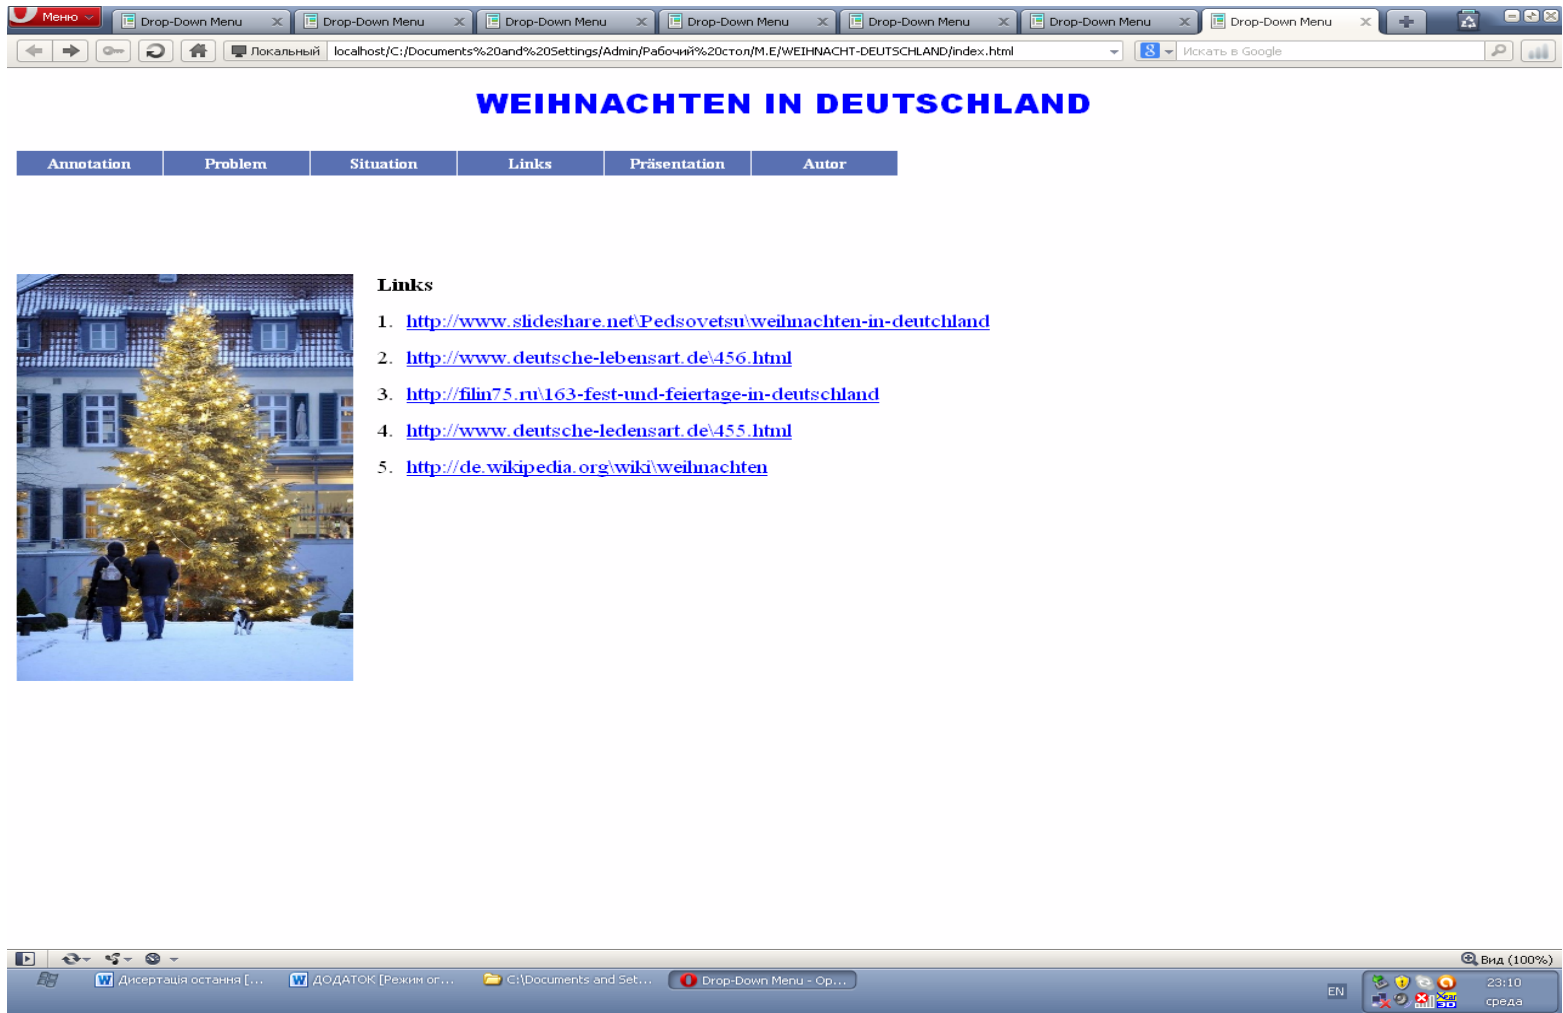 Меню
Drop-Down Menu
Drop-Down Menu
Drop-Down Menu
Drop-Down Menu
Drop-Down Menu
Drop-Down Menu
Drop-Down Menu
Локальный localhost/C:/Documents%20and%20Settings/Admin/Рабочий%20стол/M.E/WEIHNACHT-DEUTSCHLAND/index.html
8 Искать в Google
WEIHNACHTEN IN DEUTSCHLAND
Annotation Problem Situation Links Präsentation Autor
Links
1. http://www.slideshare.net\Pedsovetsu\weihnachten-in-deutchland
2. http://www.deutsche-lebensart.de\456.html
3. http://filin75.ru\163-fest-und-feiertage-in-deutschland
4. http://www.deutsche-ledensart.de\455.html
5. http://de.wikipedia.org\wiki\weihnachten
Вид (100%)
Дисертація остання [...
ДОДАТОК [Режим ог...
C:\Documents and Set...
Drop-Down Menu - Op...
EN
Xear
3D
23:10
среда